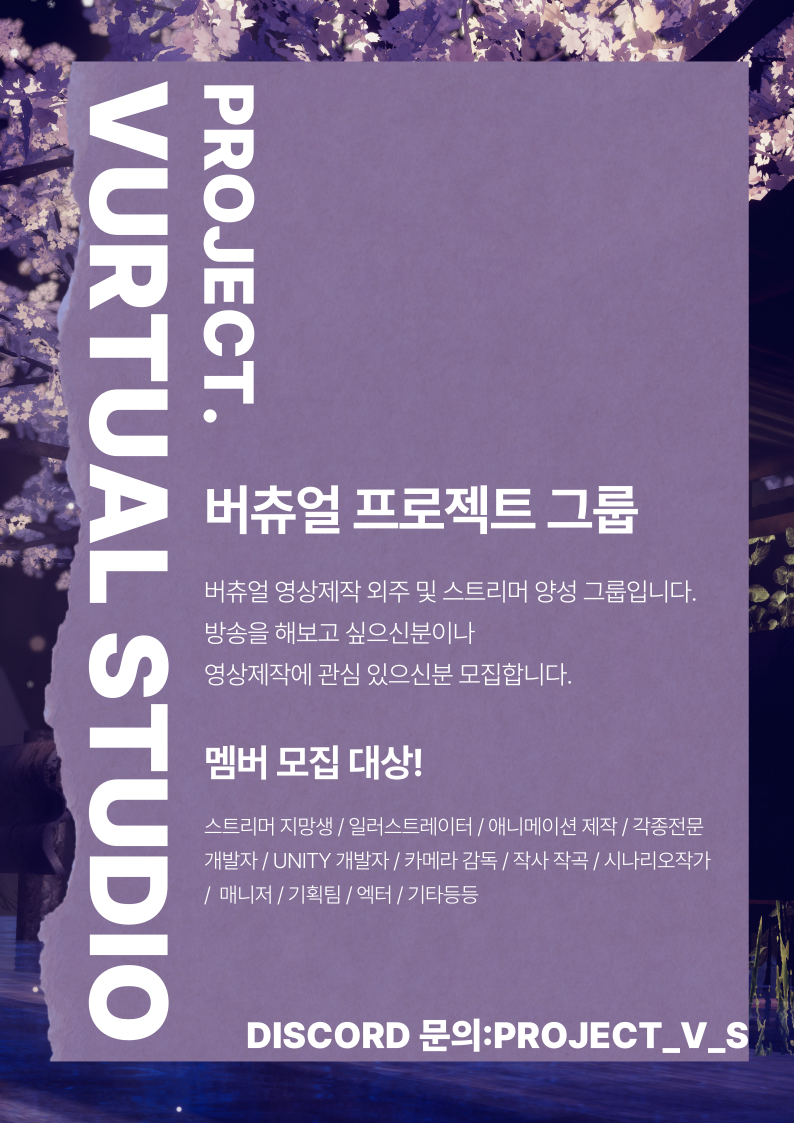 VURTUAL STUDIO
PROJECT.
버츄얼 프로젝트 그룹
버츄얼 영상제작 외주 및 스트리머 양성 그룹입니다.
방송을 해보고 싶으신분이나
영상제작에 관심 있으신분 모집합니다.
멤버 모집 대상!
스트리머 지망생 / 일러스트레이터 / 애니메이션 제작 / 각종전문
개발자 / UNITY 개발자 / 카메라 감독 / 작사 작곡 / 시나리오작가
/ 매니저 / 기획팀 / 엑터 / 기타등등
DISCORD 문의:PROJECT_V_S